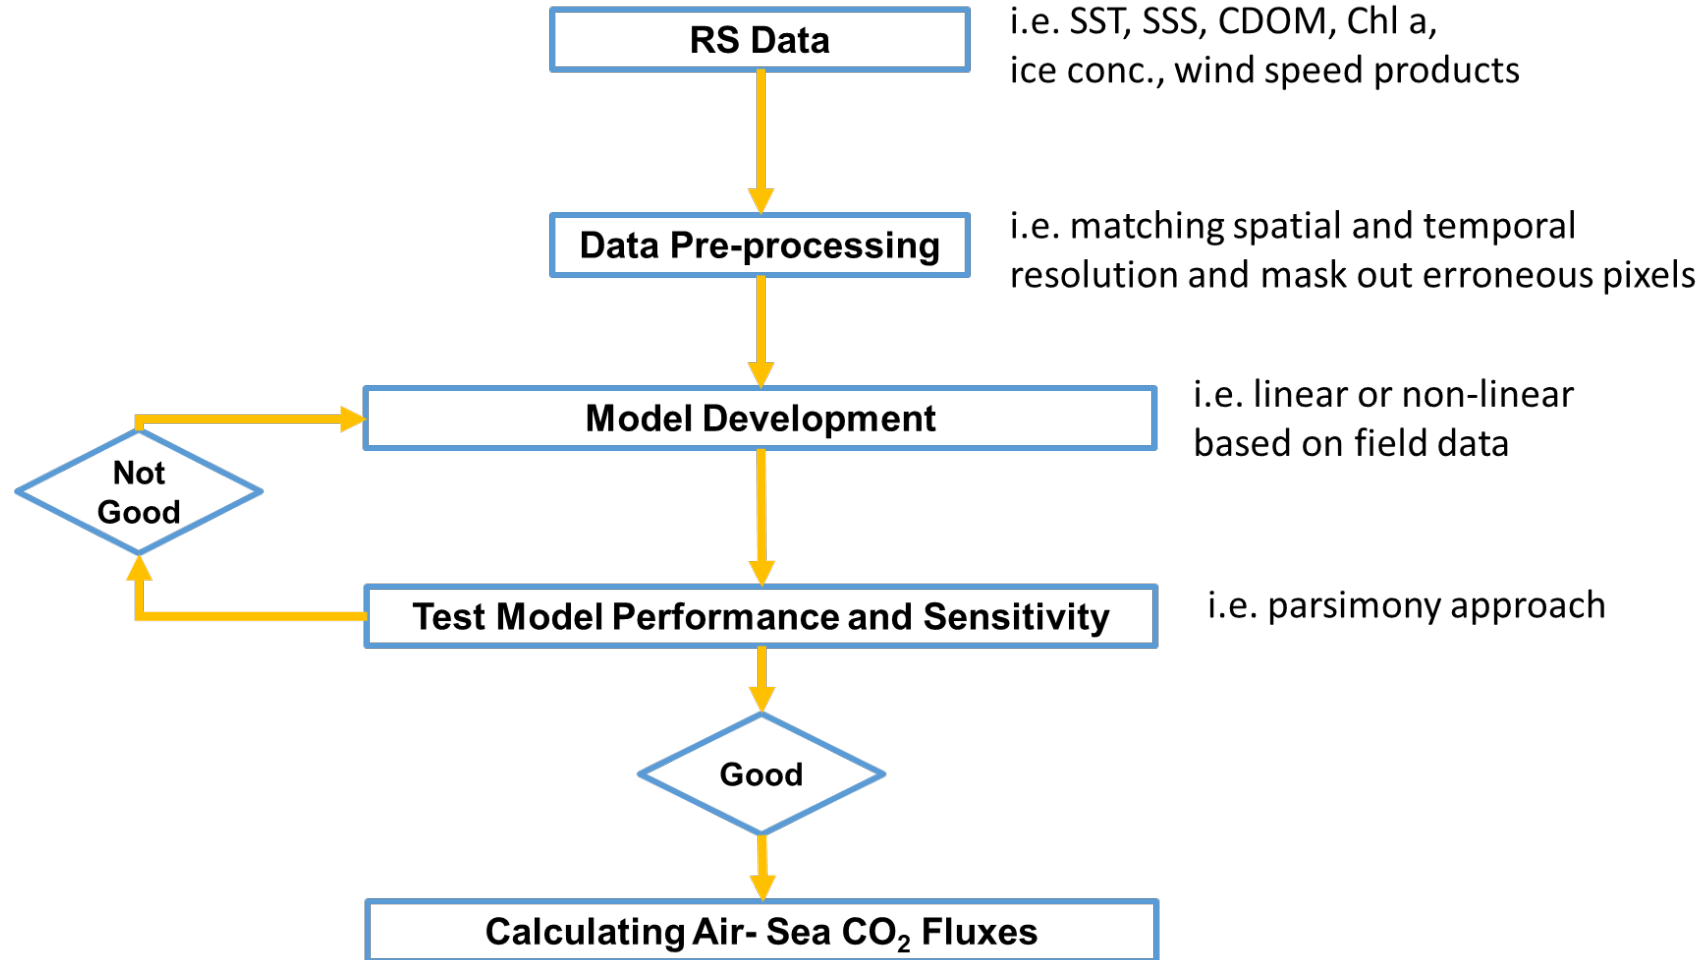 RS Data
i.e. SST, SSS, CDOM, Chl a,
ice conc., wind speed products
Data Pre-processing
i.e. matching spatial and temporal
resolution and mask out erroneous pixels
Model Development
i.e. linear or non-linear
based on field data
Not
Good
Test Model Performance and Sensitivity
i.e. parsimony approach
Good
Calculating Air- Sea CO₂ Fluxes